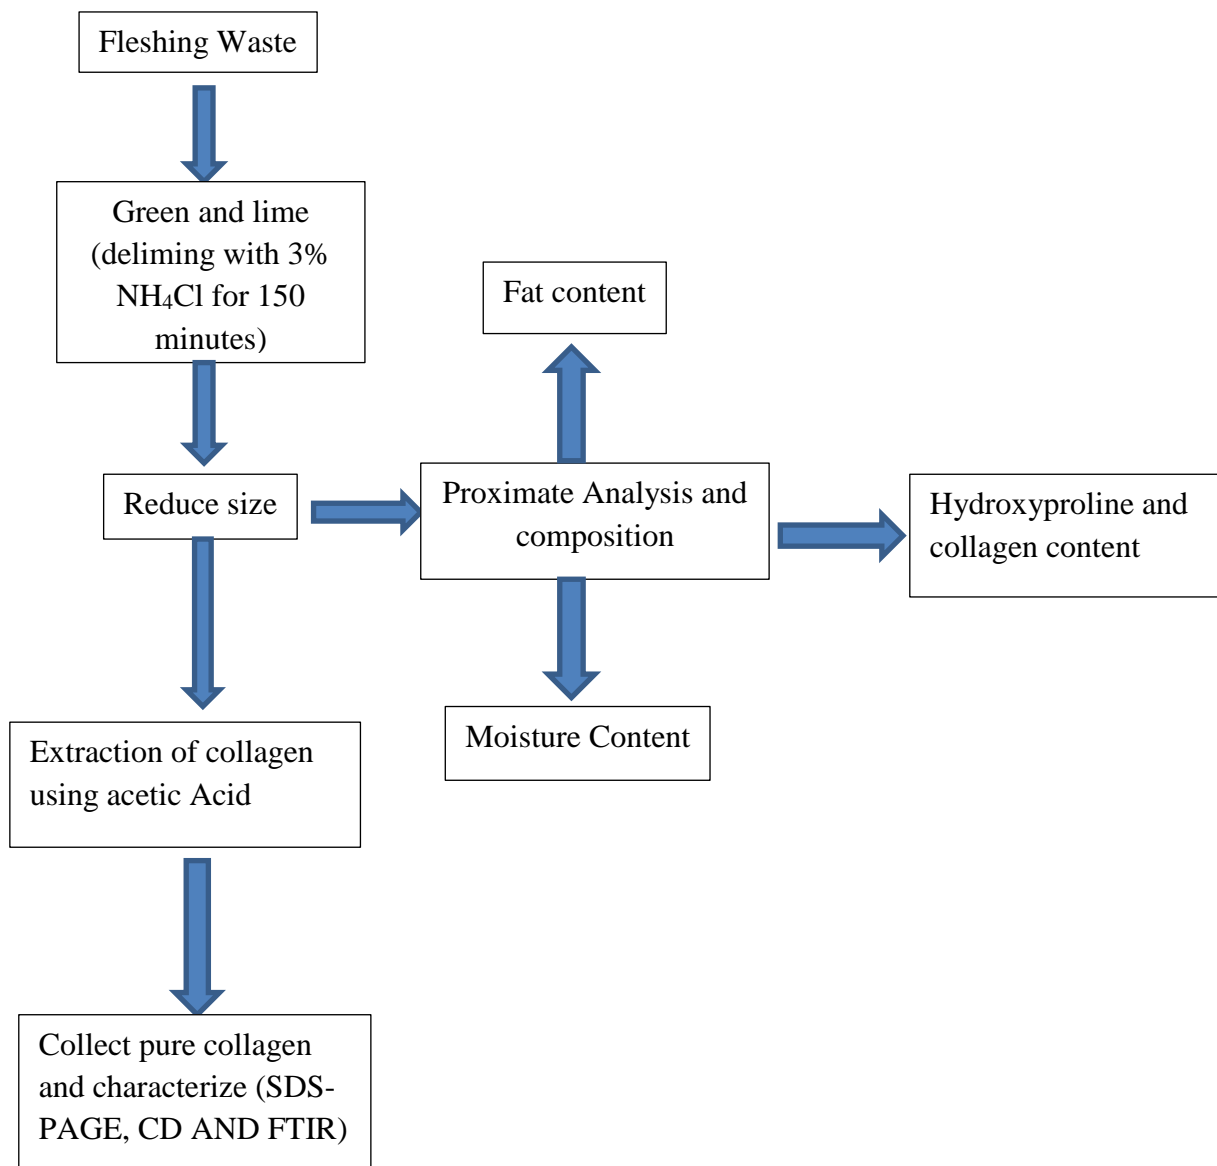 Fleshing Waste
Green and lime
(deliming with 3%
NH₄Cl for 150
minutes)
Fat content
Reduce size
Proximate Analysis and
composition
Hydroxyproline and
collagen content
Moisture Content
Extraction of collagen
using acetic Acid
Collect pure collagen
and characterize (SDS-
PAGE, CD AND FTIR)